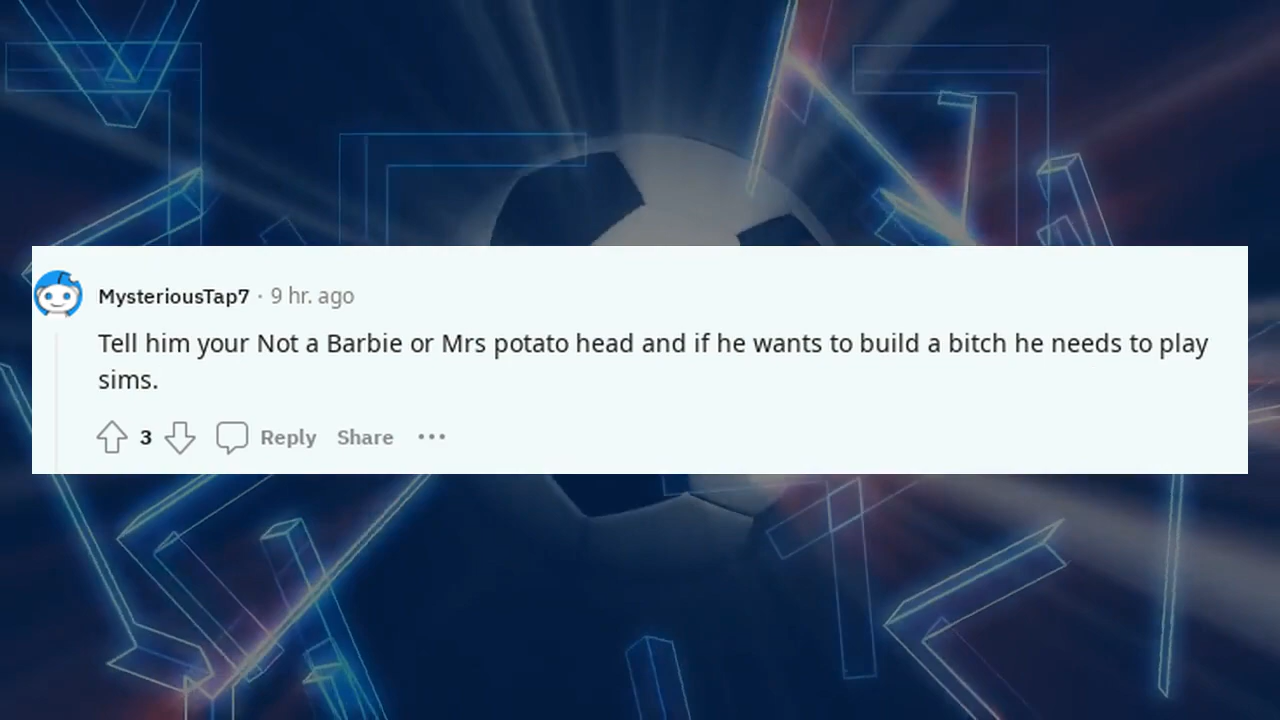 MysteriousTap7 · 9 hr. ago
Tell him your Not a Barbie or Mrs potato head and if he wants to build a bitch he needs to play
sims.
3 Reply Share ···